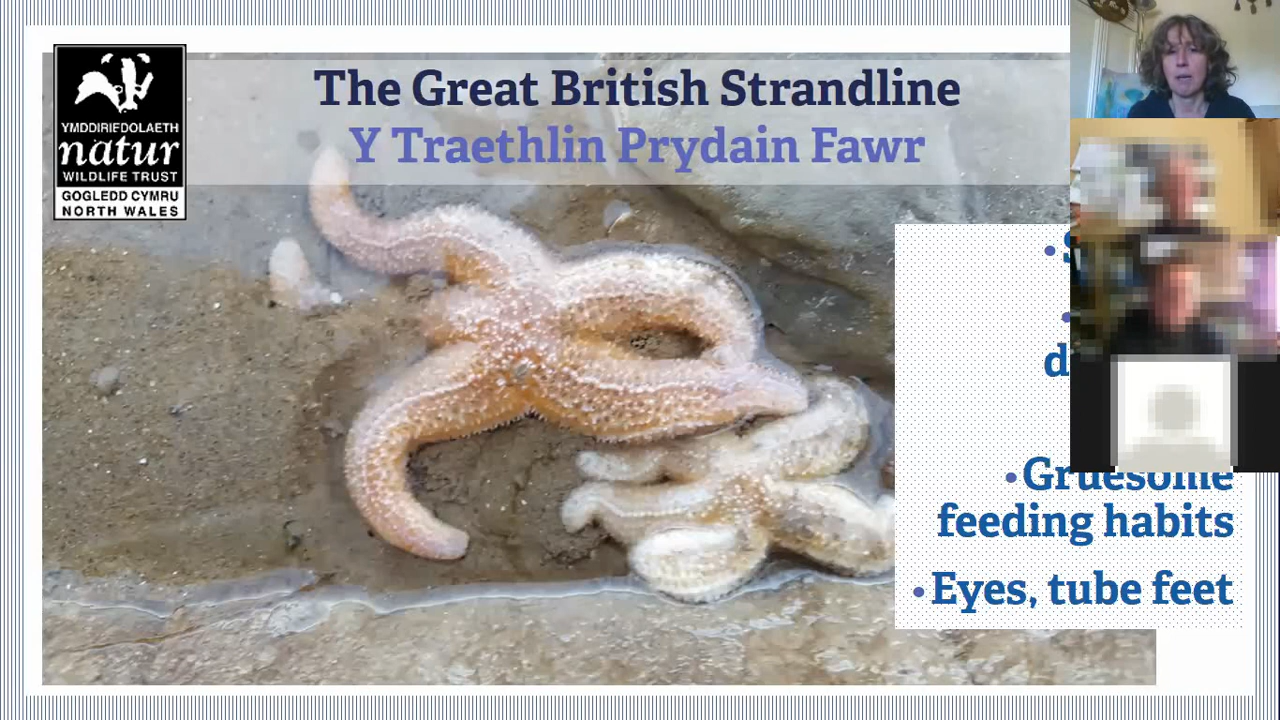 The Great British Strandline
Y Traethlin Prydain Fawr
YMDDIRIEDOLAETH
natur
WILDLIFE TRUST
GOGLEDD CYMRU
NORTH WALES
•Gruesome
feeding habits
•Eyes, tube feet